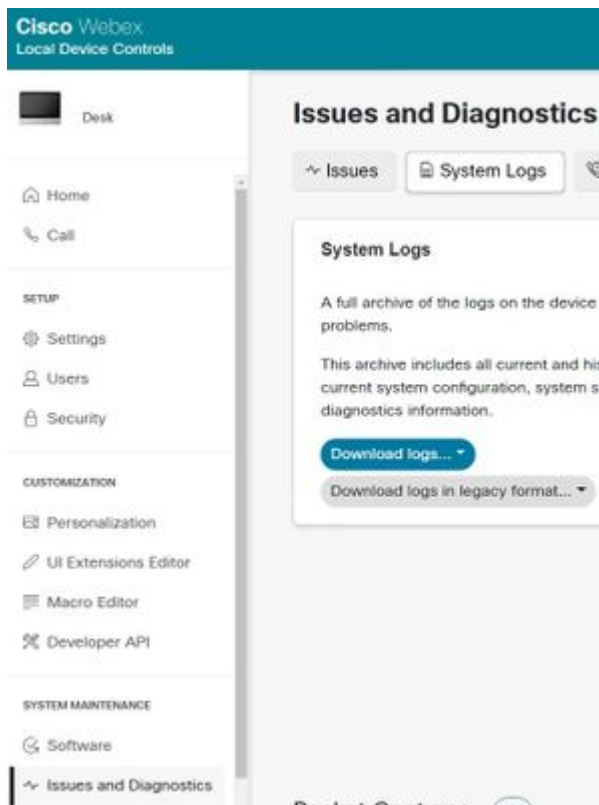 Cisco Webex
Local Device Controls
Desk
Home
Call
SETUP
Settings
Users
Security
CUSTOMIZATION
Personalization
UI Extensions Editor
Macro Editor
Developer API
SYSTEM MAINTENANCE
Software
Issues and Diagnostics
Issues and Diagnostics
Issues
System Logs
System Logs
A full archive of the logs on the device
problems.
This archive includes all current and his
current system configuration, system s
diagnostics information.
Download logs...
Download logs in legacy format...